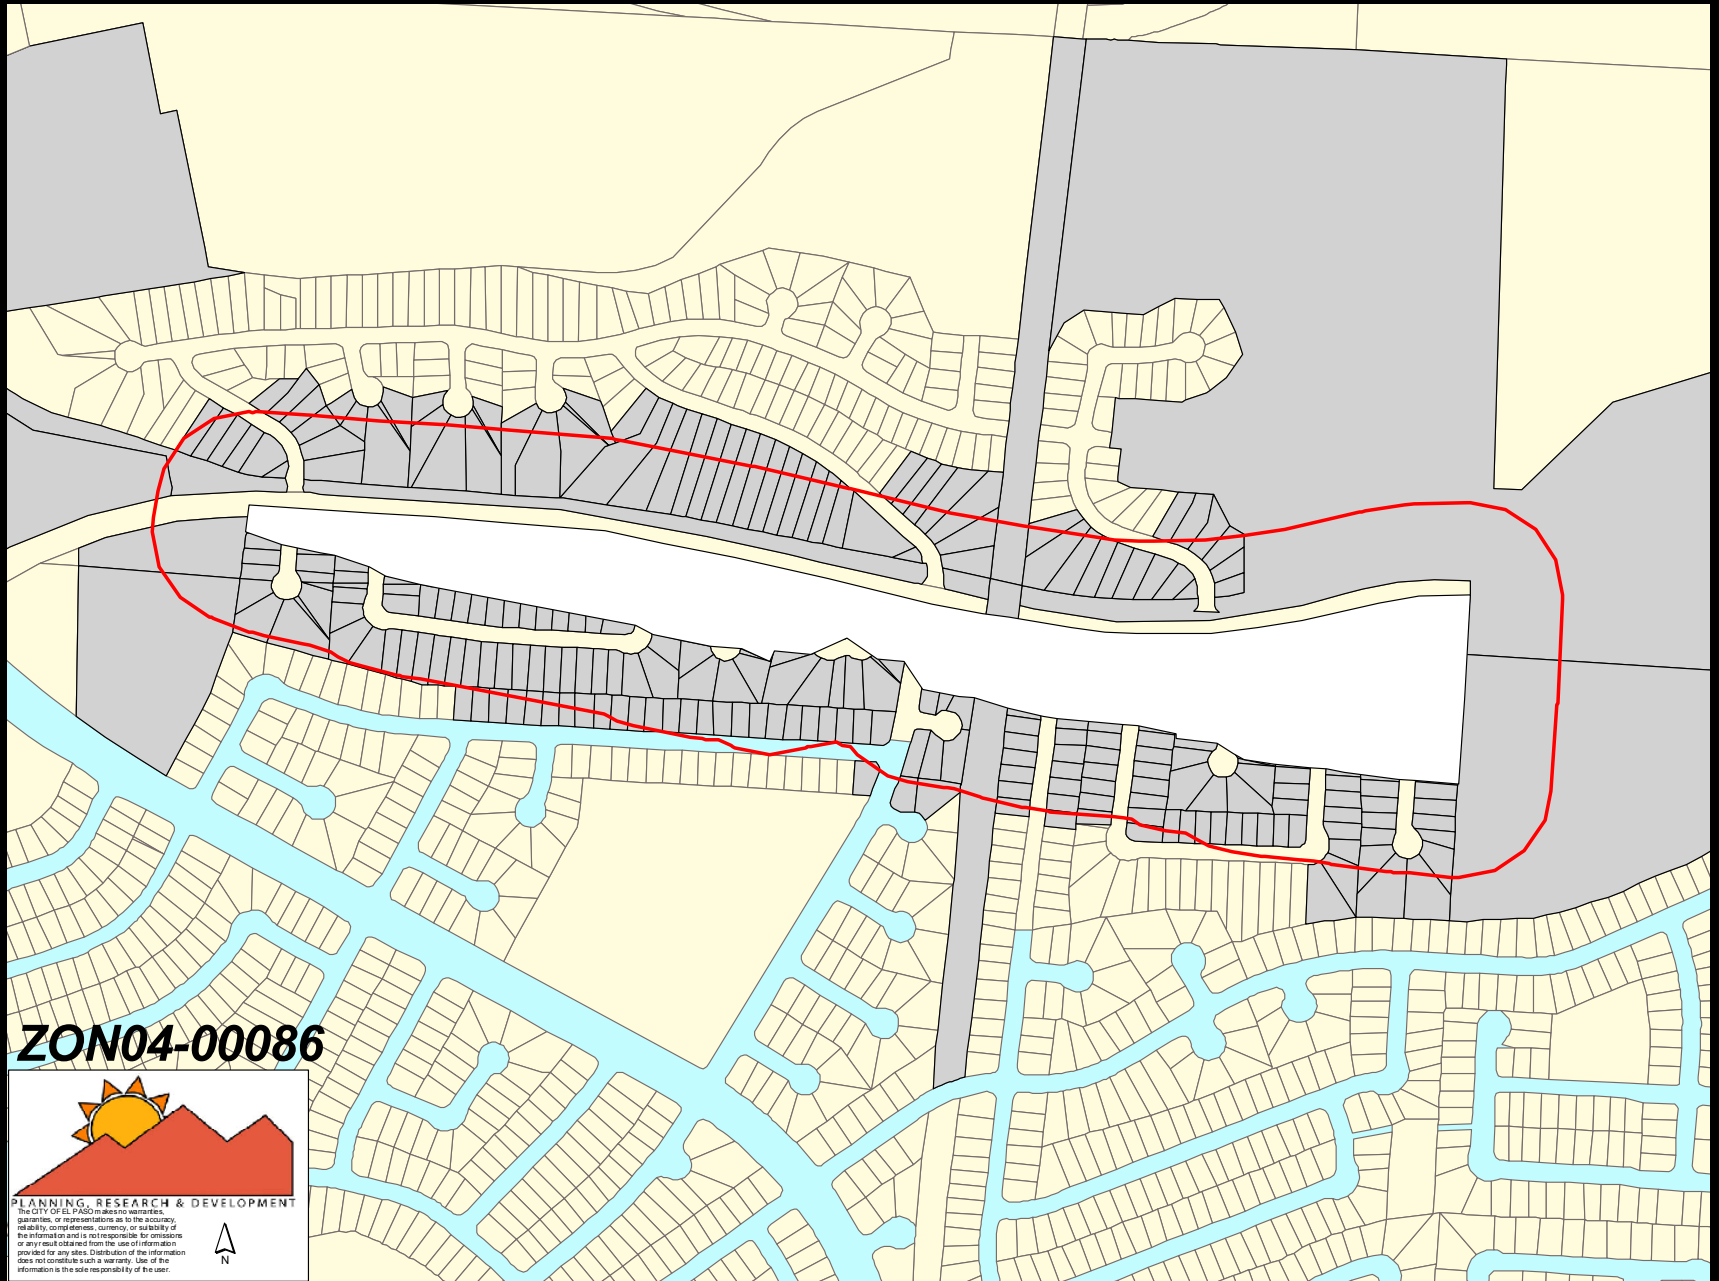 ZON04-00086
PLANNING, RESEARCH & DEVELOPMENT
The CITY OF EL PASO makes no warranties,
guaranties, or representations as to the accuracy,
reliability, completeness, currency, or suitability of
the information and is not responsible for omissions
or any result obtained from the use of information
provided for any sites. Distribution of the information
does not constitute such a warranty. Use of the
information is the sole responsibility of the user.
N